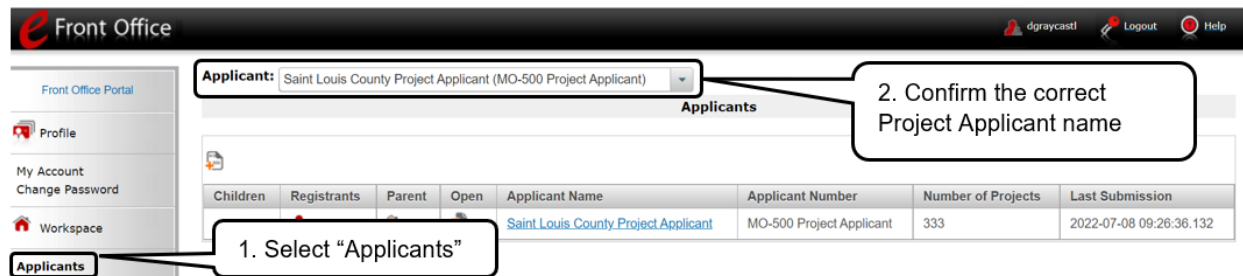 e Front Office
dgraycastl Logout Help
Applicant: Saint Louis County Project Applicant (MO-500 Project Applicant)
2. Confirm the correct
Project Applicant name
Front Office Portal
Applicants
Profile
My Account
Change Password
Children Registrants Parent Open Applicant Name Applicant Number Number of Projects Last Submission
Workspace
Saint Louis County Project Applicant MO-500 Project Applicant 333 2022-07-08 09:26:36.132
1. Select “Applicants”
Applicants